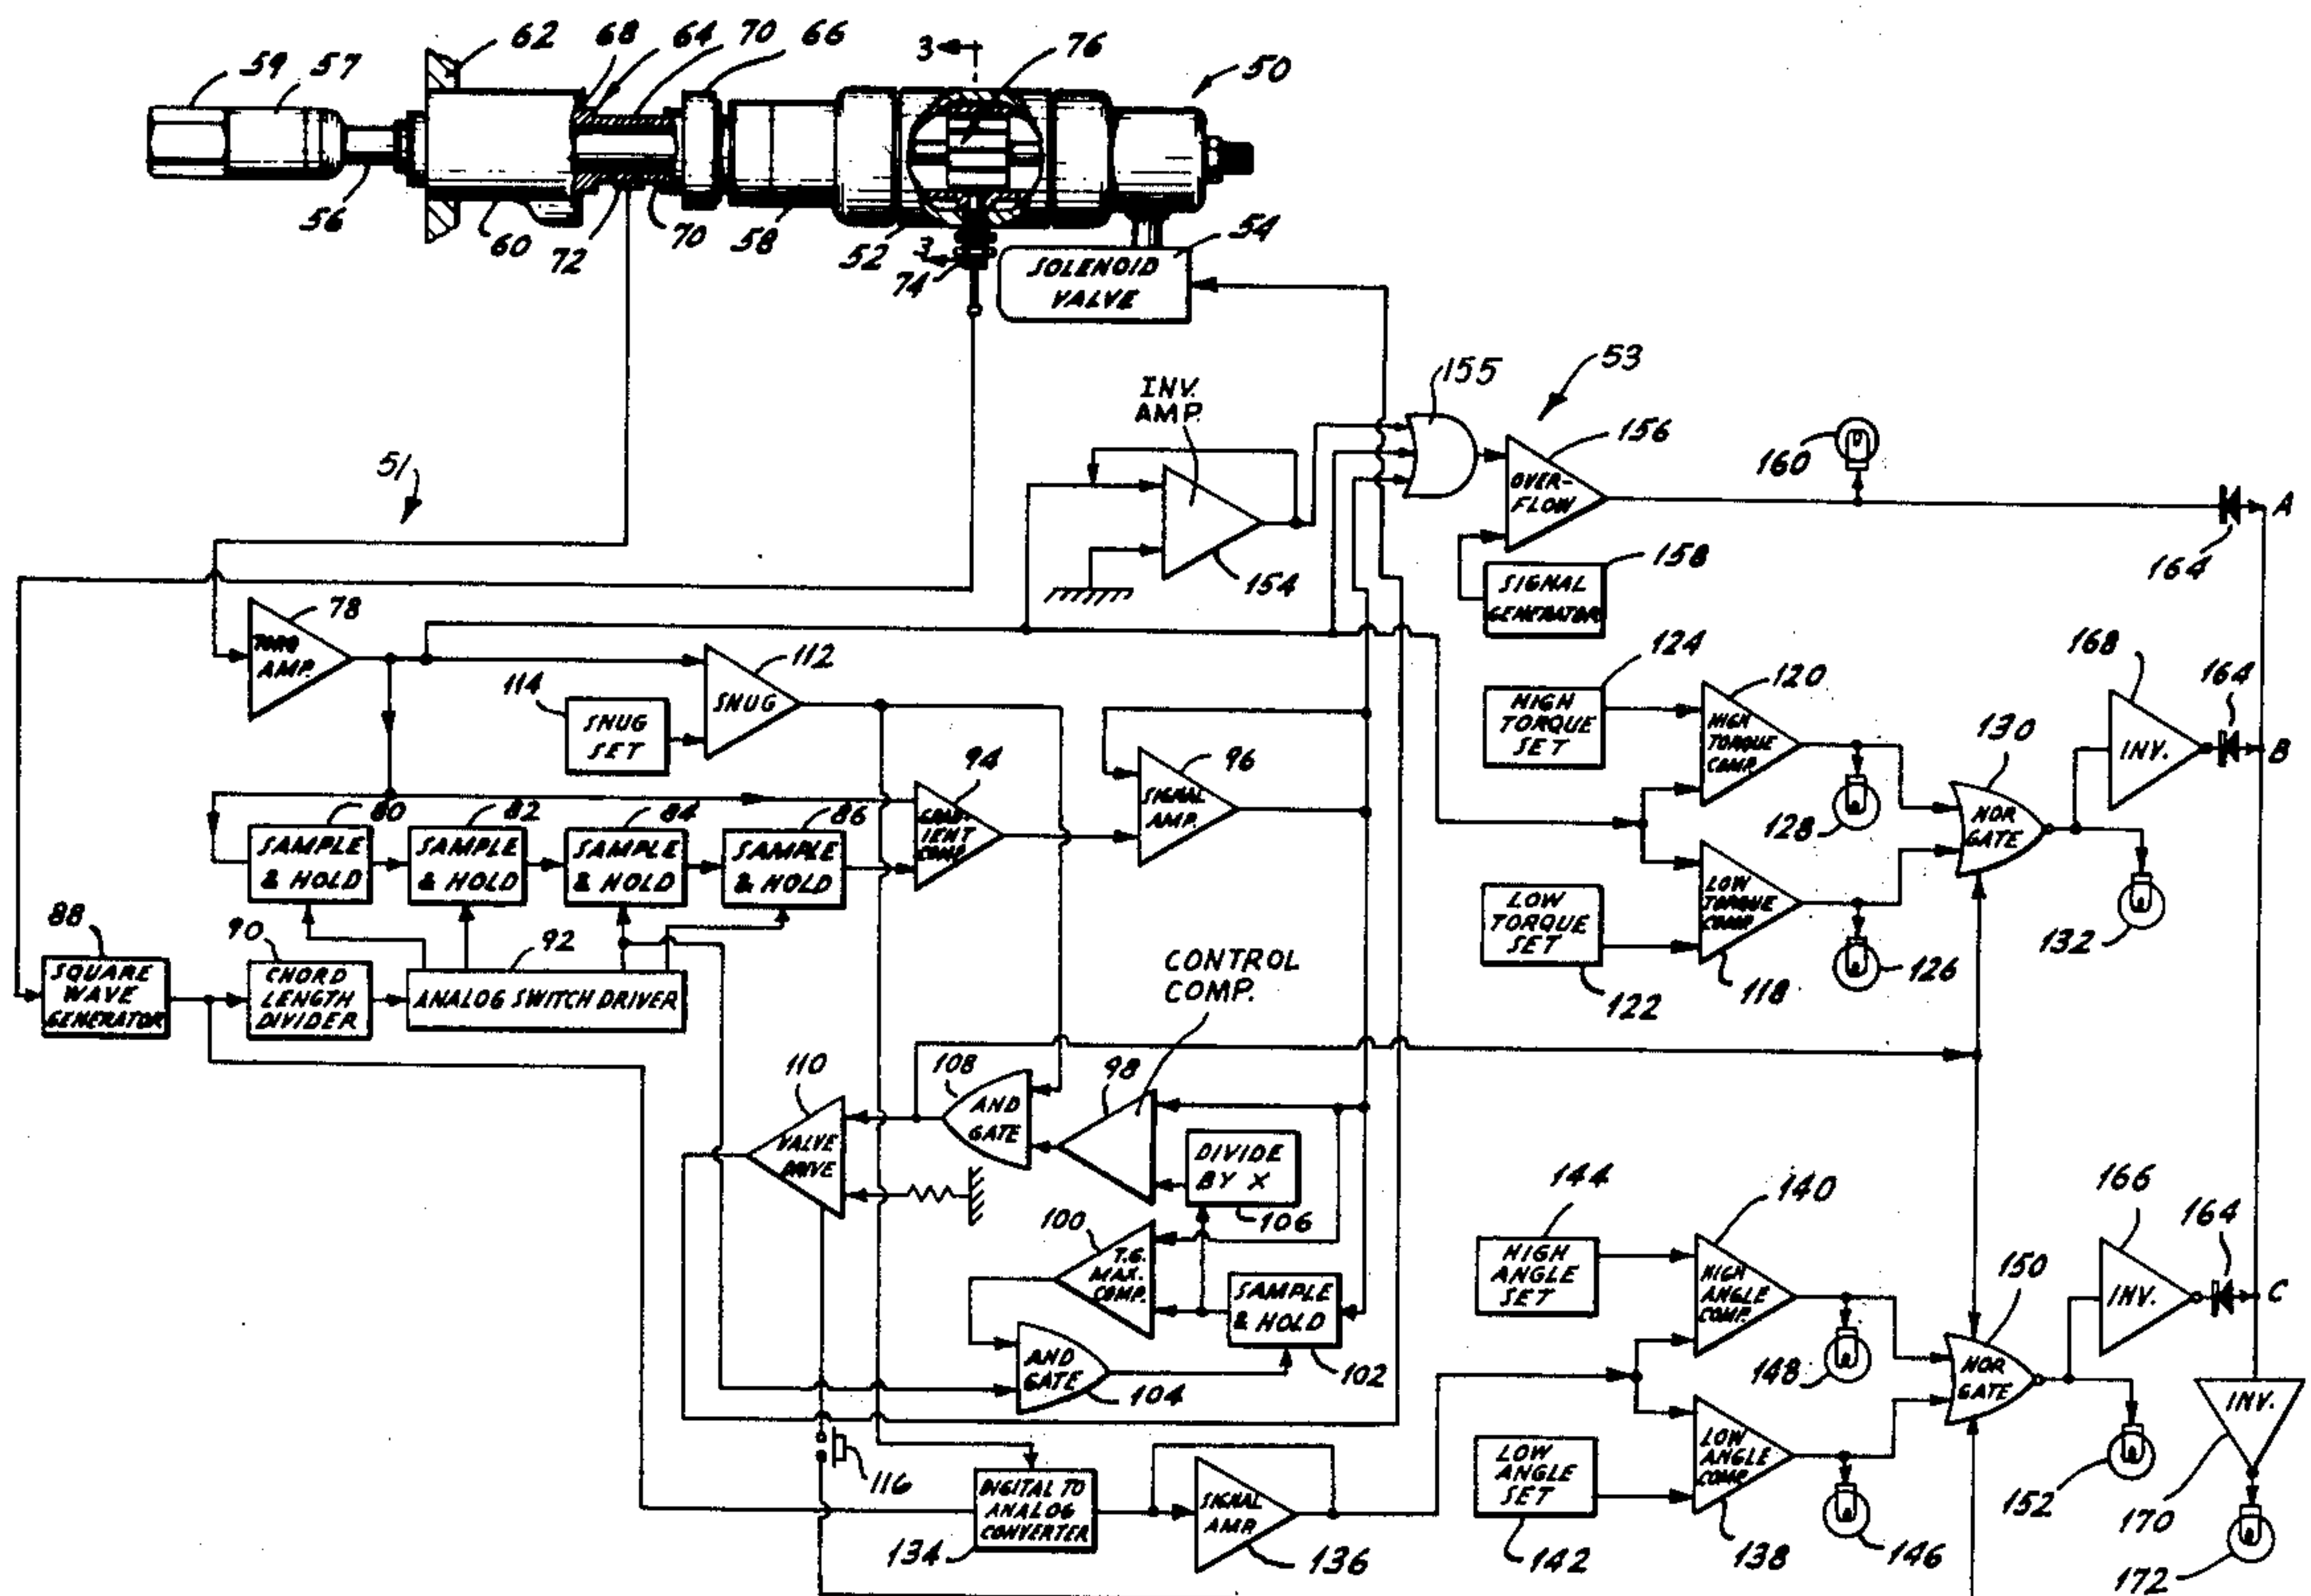 59
57
62
68
64
70
66
3
76
50
56
60
72
70
58
52
3
74
54
SOLENOID
VALVE
51
INV.
AMP.
155
53
156
OVER-
FLOW
160
A
164
154
158
SIGNAL
GENERATOR
78
TORQ
AMP.
112
SNUG
114
SNUG
SET
124
HIGH
TORQUE
SET
120
HIGH
TORQUE
COMP.
168
INV.
164
B
130
NOR
GATE
128
132
94
GRAD-
IENT
COMP.
96
SIGNAL
AMP.
80
SAMPLE
& HOLD
82
SAMPLE
& HOLD
84
SAMPLE
& HOLD
86
SAMPLE
& HOLD
LOW
TORQUE
SET
122
LOW
TORQUE
COMP.
118
126
88
SQUARE
WAVE
GENERATOR
90
CHORD
LENGTH
DIVIDER
92
ANALOG SWITCH DRIVER
CONTROL
COMP.
110
VALVE
DRIVE
108
AND
GATE
98
DIVIDE
BY X
106
100
T.G.
MAX.
COMP.
SAMPLE
& HOLD
102
AND
GATE
104
144
HIGH
ANGLE
SET
140
HIGH
ANGLE
COMP.
148
166
INV.
164
C
150
NOR
GATE
152
INV.
170
172
116
DIGITAL TO
ANALOG
CONVERTER
134
SIGNAL
AMP.
136
LOW
ANGLE
SET
142
LOW
ANGLE
COMP.
138
146